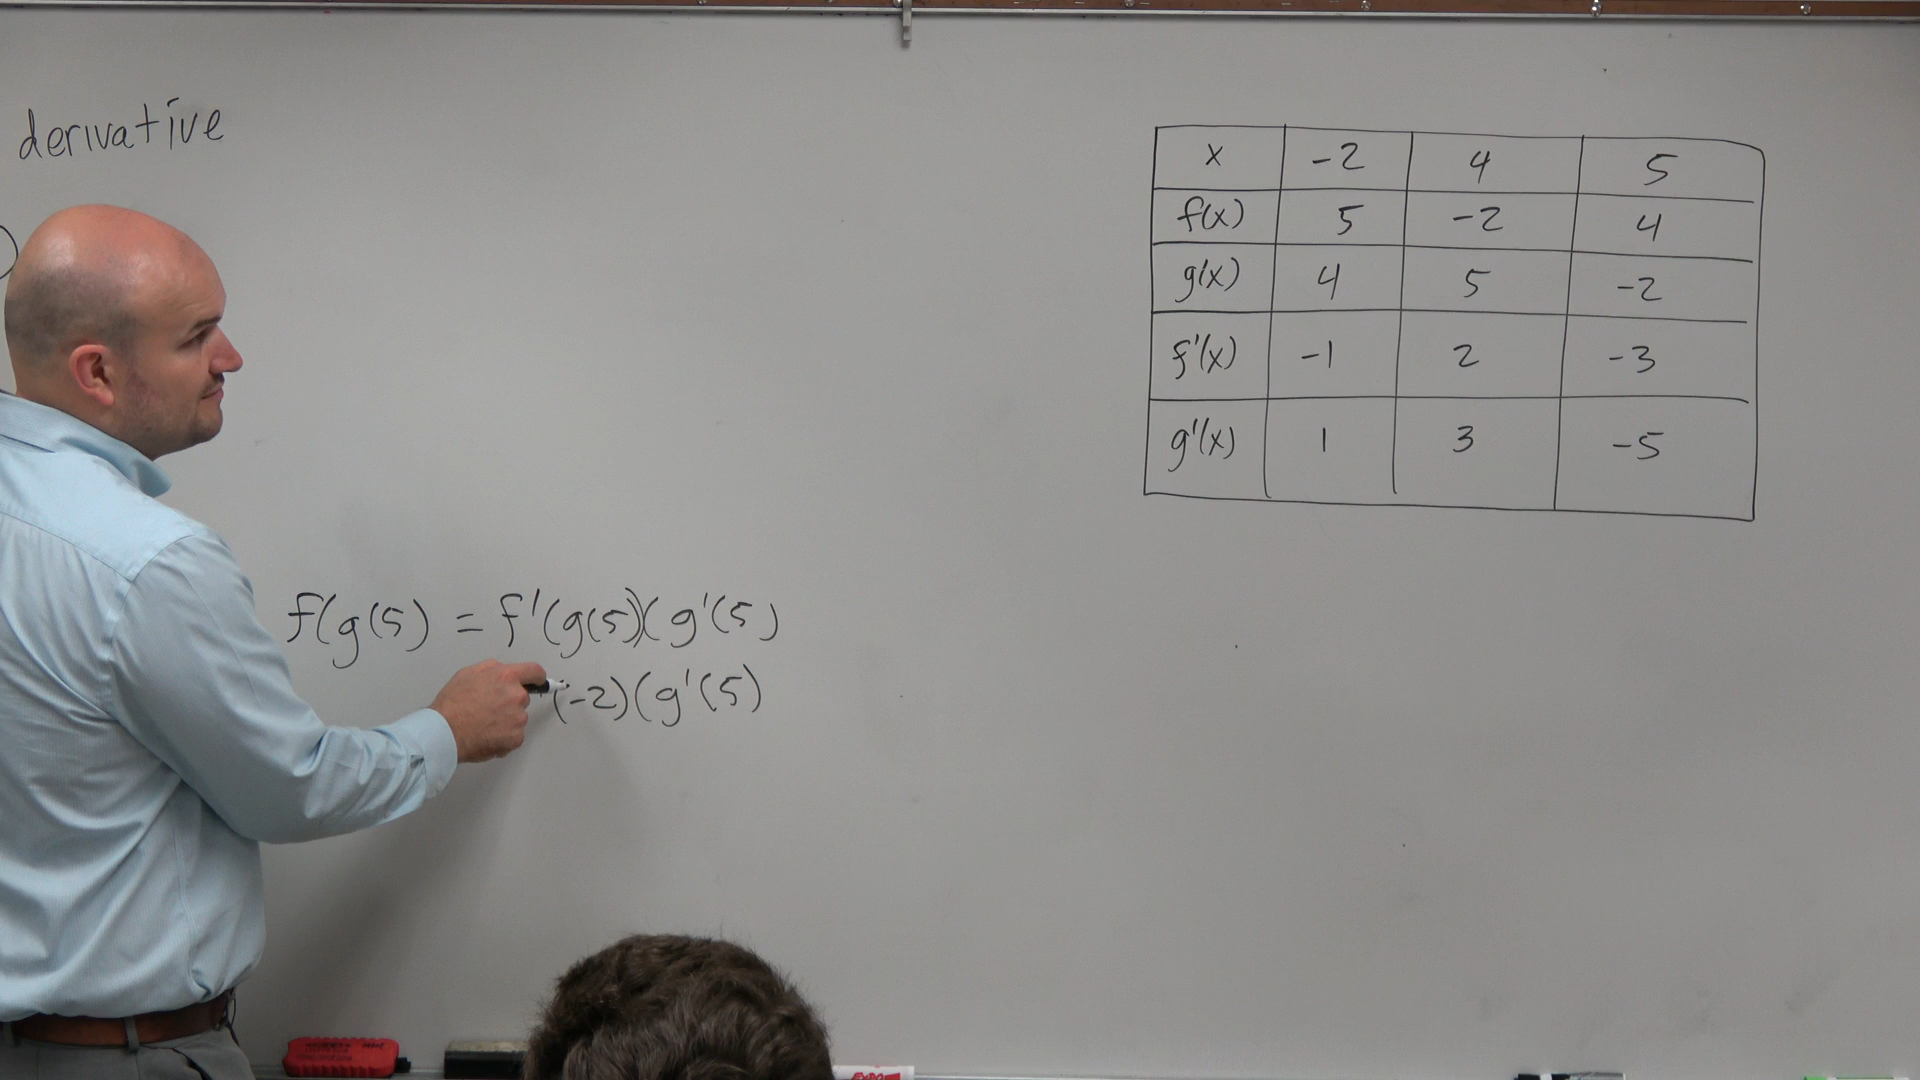 derivative
x -2 4 5
f(x) 5 -2 4
g(x) 4 5 -2
f'(x) -1 2 -3
g'(x) 1 3 -5
f(g(5) = f'(g(5))(g'(5)
(-2)(g'(5)
EXPO